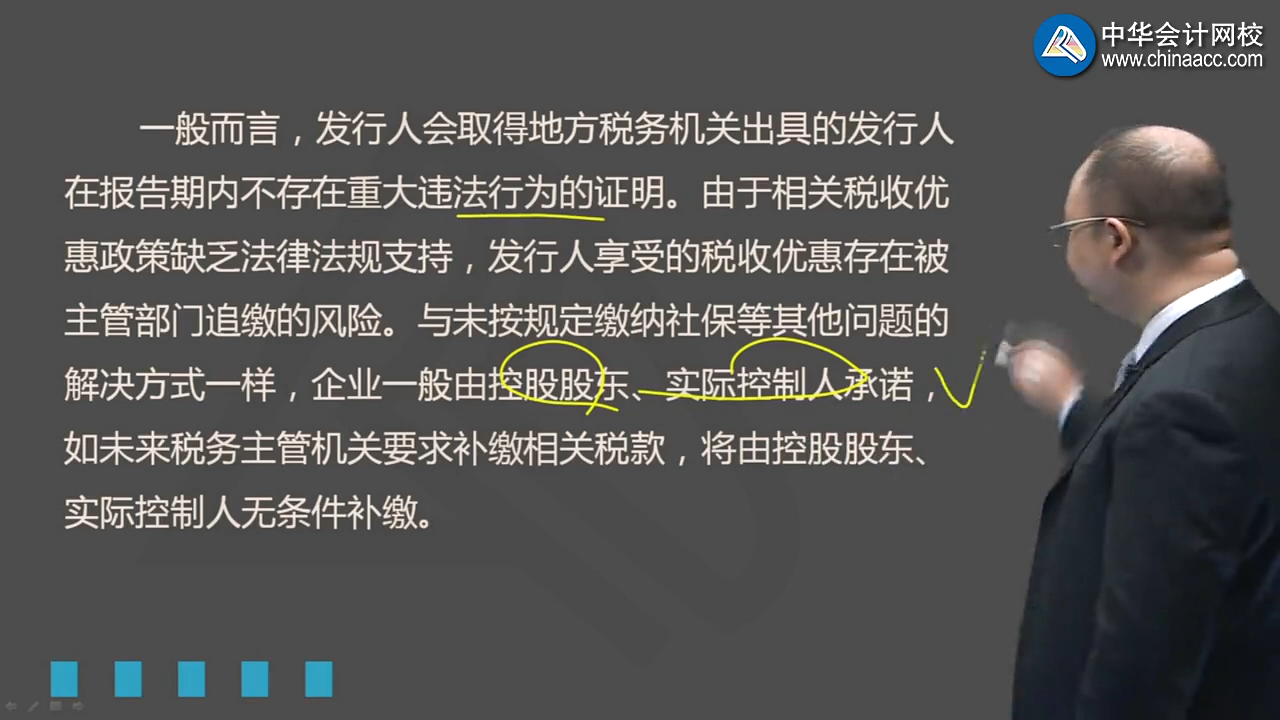 中华会计网校
www.chinaacc.com
一般而言，发行人会取得地方税务机关出具的发行人
在报告期内不存在重大违法行为的证明。由于相关税收优
惠政策缺乏法律法规支持，发行人享受的税收优惠存在被
主管部门追缴的风险。与未按规定缴纳社保等其他问题的
解决方式一样，企业一般由控股股东、实际控制人承诺，
如未来税务主管机关要求补缴相关税款，将由控股股东、
实际控制人无条件补缴。